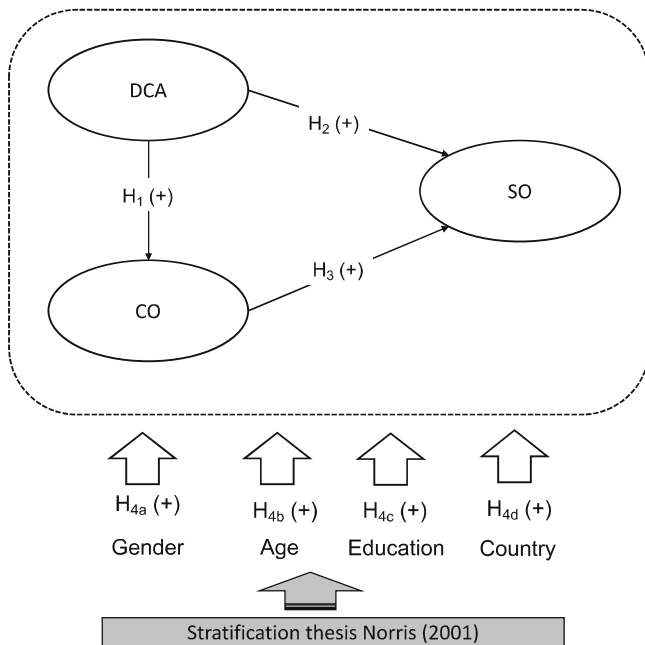 DCA
H₂ (+)
H₁ (+)
SO
H₃ (+)
CO
H₄ₐ (+)
H₄b (+)
H₄c (+)
H₄d (+)
Gender
Age
Education
Country
Stratification thesis Norris (2001)